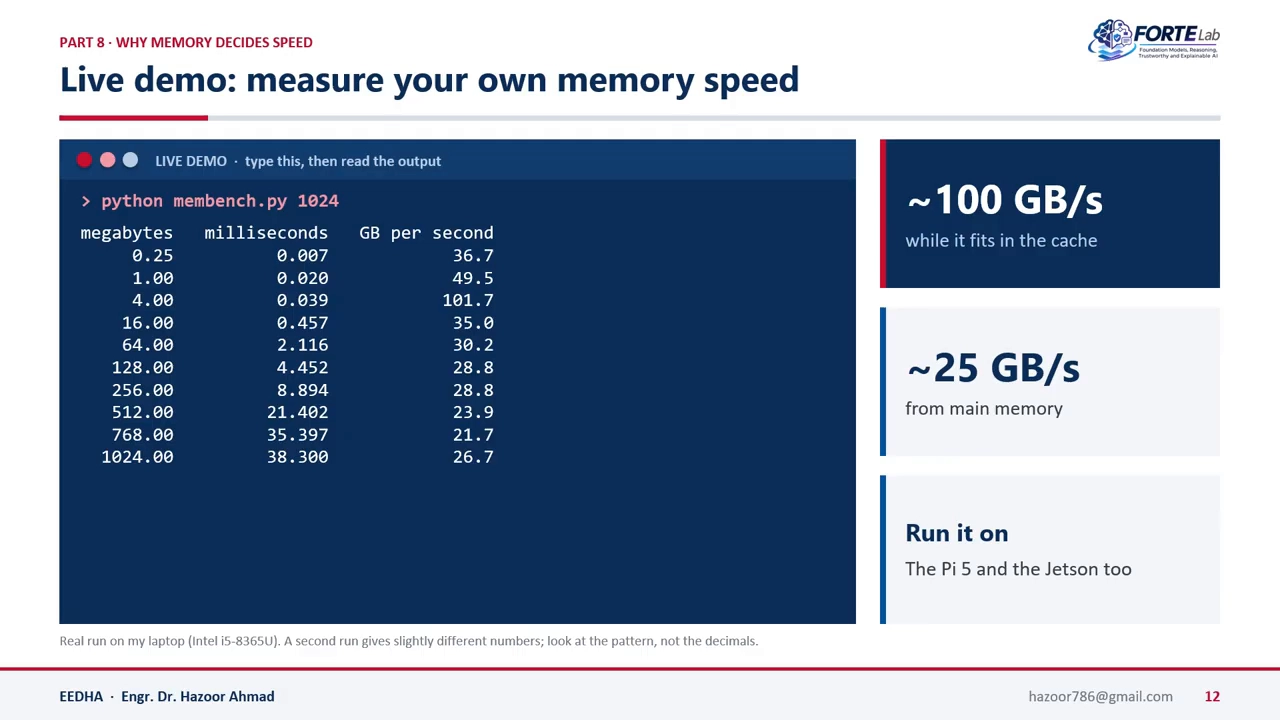 PART 8 · WHY MEMORY DECIDES SPEED
Live demo: measure your own memory speed
FORTE Lab
Foundation Models, Reasoning,
Trustworthy and Explainable AI
LIVE DEMO · type this, then read the output
> python membench.py 1024
megabytes milliseconds GB per second
0.25 0.007 36.7
1.00 0.020 49.5
4.00 0.039 101.7
16.00 0.457 35.0
64.00 2.116 30.2
128.00 4.452 28.8
256.00 8.894 28.8
512.00 21.402 23.9
768.00 35.397 21.7
1024.00 38.300 26.7
~100 GB/s
while it fits in the cache
~25 GB/s
from main memory
Run it on
The Pi 5 and the Jetson too
Real run on my laptop (Intel i5-8365U). A second run gives slightly different numbers; look at the pattern, not the decimals.
EEDHA · Engr. Dr. Hazoor Ahmad
hazoor786@gmail.com 12